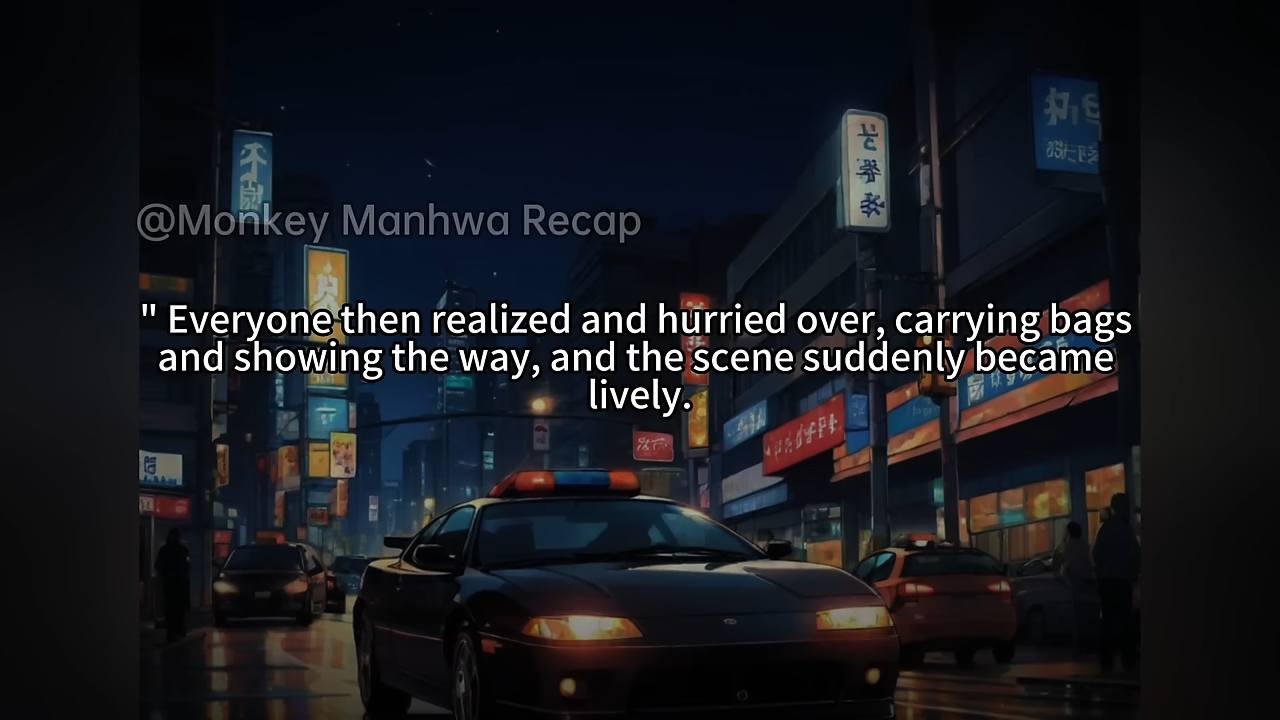 @Monkey Manhwa Recap
" Everyone then realized and hurried over, carrying bags
and showing the way, and the scene suddenly became
lively.